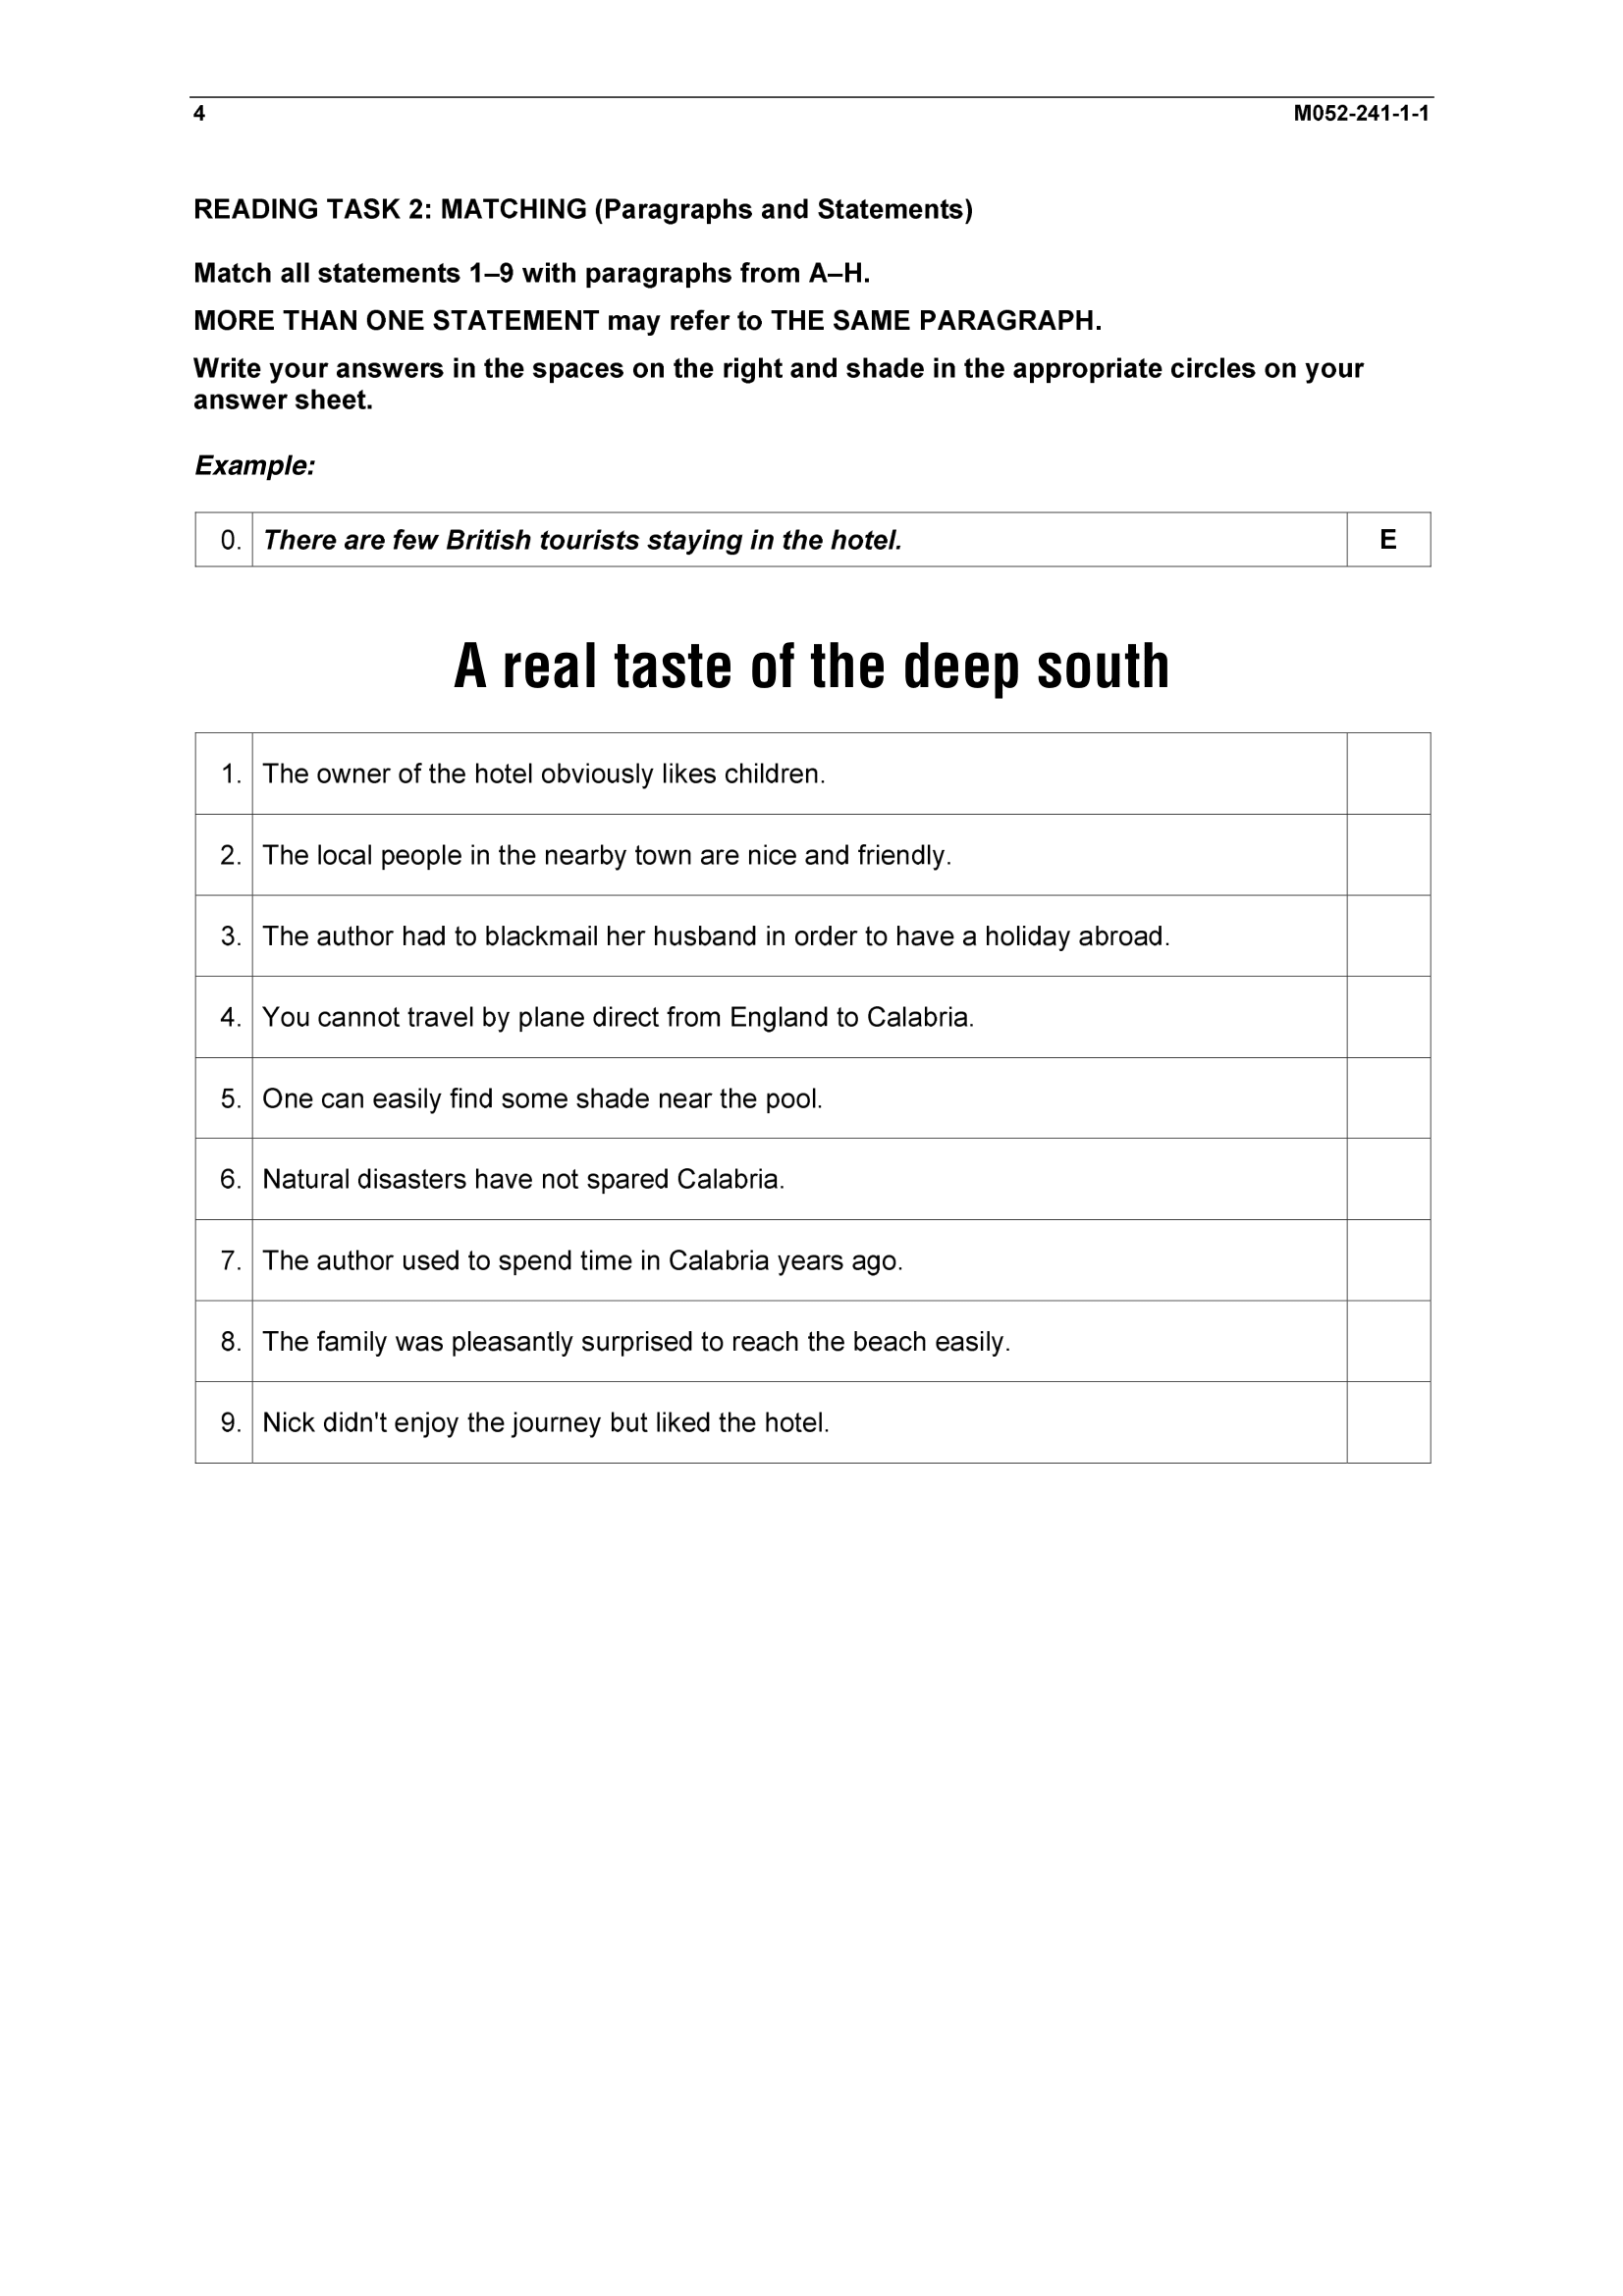 4 M052-241-1-1
READING TASK 2: MATCHING (Paragraphs and Statements)
Match all statements 1–9 with paragraphs from A–H.
MORE THAN ONE STATEMENT may refer to THE SAME PARAGRAPH.
Write your answers in the spaces on the right and shade in the appropriate circles on your
answer sheet.
Example:
0. There are few British tourists staying in the hotel. E
A real taste of the deep south
1. The owner of the hotel obviously likes children.
2. The local people in the nearby town are nice and friendly.
3. The author had to blackmail her husband in order to have a holiday abroad.
4. You cannot travel by plane direct from England to Calabria.
5. One can easily find some shade near the pool.
6. Natural disasters have not spared Calabria.
7. The author used to spend time in Calabria years ago.
8. The family was pleasantly surprised to reach the beach easily.
9. Nick didn't enjoy the journey but liked the hotel.